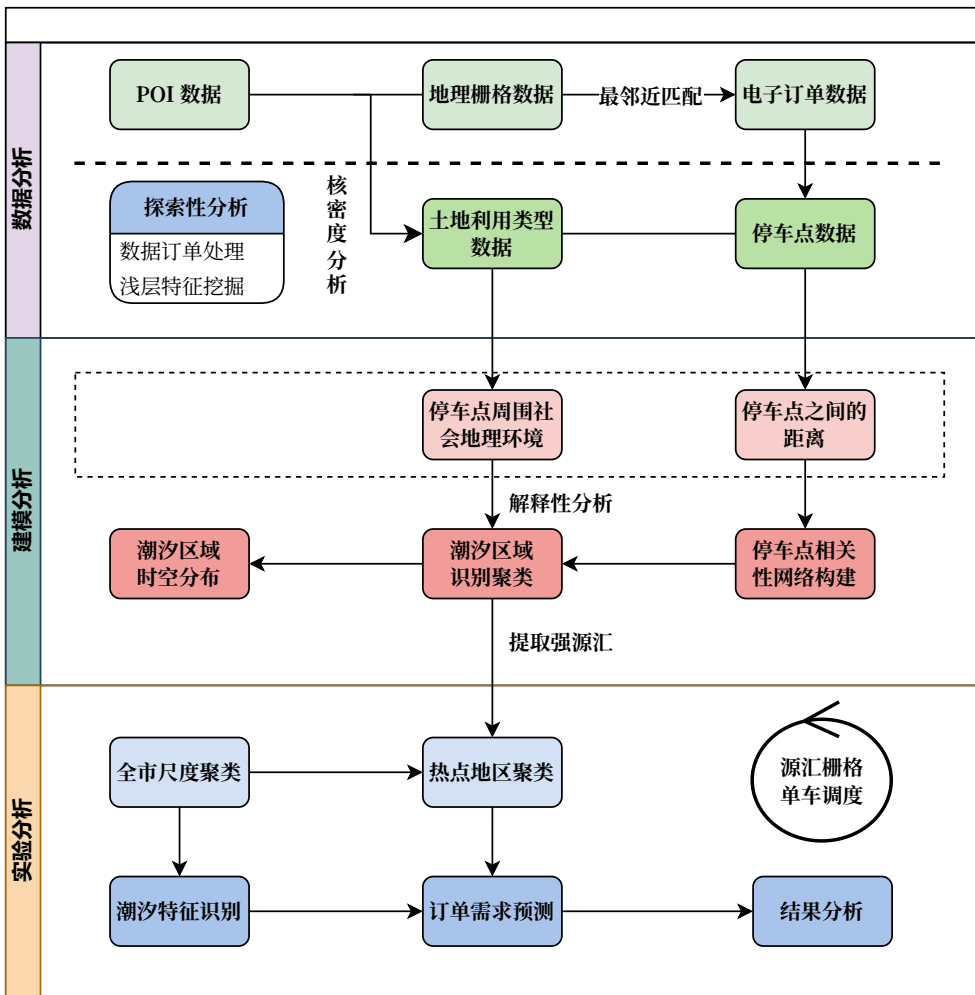 数据分析
POI 数据
地理栅格数据
最邻近匹配
电子订单数据
探索性分析
数据订单处理
浅层特征挖掘
核密度分析
土地利用类型
数据
停车点数据
建模分析
停车点周围社
会地理环境
停车点之间的
距离
解释性分析
潮汐区域
时空分布
潮汐区域
识别聚类
停车点相关
性网络构建
提取强源汇
实验分析
全市尺度聚类
热点地区聚类
源汇栅格
单车调度
潮汐特征识别
订单需求预测
结果分析